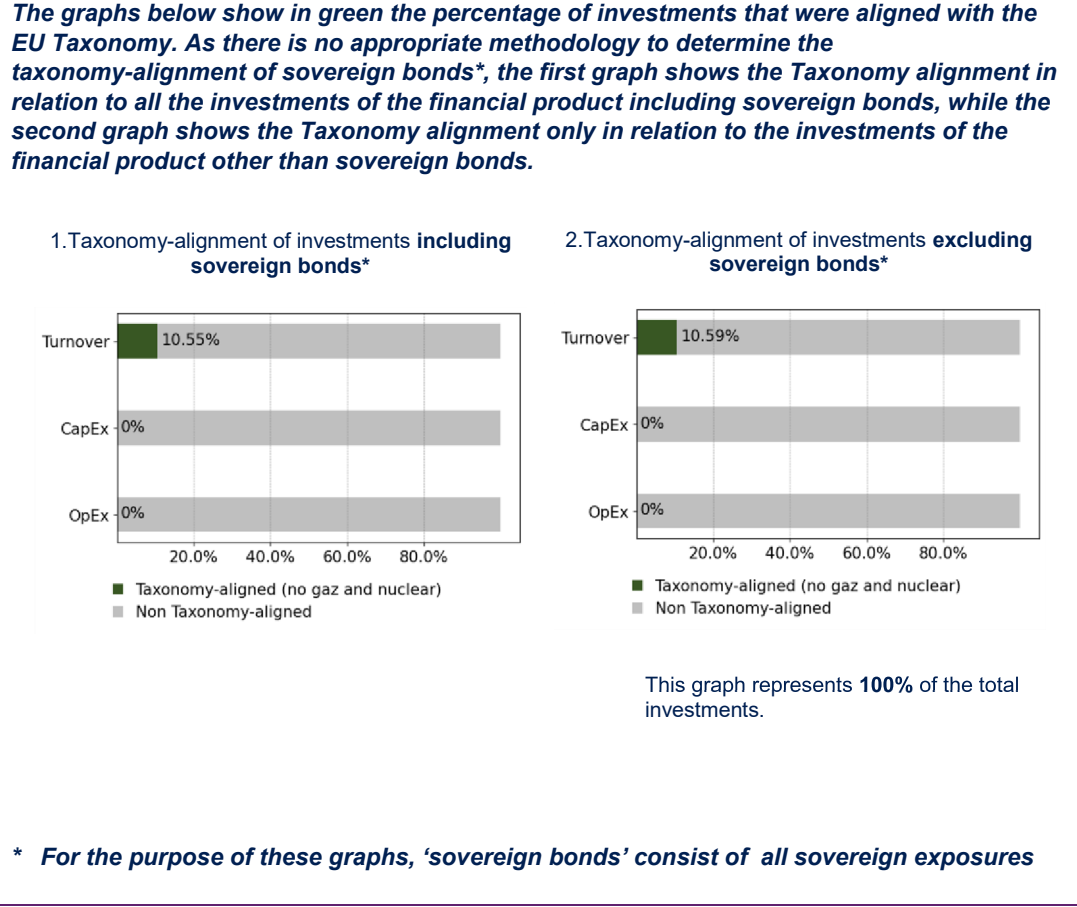 The graphs below show in green the percentage of investments that were aligned with the
EU Taxonomy. As there is no appropriate methodology to determine the
taxonomy-alignment of sovereign bonds*, the first graph shows the Taxonomy alignment in
relation to all the investments of the financial product including sovereign bonds, while the
second graph shows the Taxonomy alignment only in relation to the investments of the
financial product other than sovereign bonds.
1.Taxonomy-alignment of investments including
sovereign bonds*
Turnover 10.55%
CapEx 0%
OpEx 0%
20.0% 40.0% 60.0% 80.0%
Taxonomy-aligned (no gaz and nuclear)
Non Taxonomy-aligned
2.Taxonomy-alignment of investments excluding
sovereign bonds*
Turnover 10.59%
CapEx 0%
OpEx 0%
20.0% 40.0% 60.0% 80.0%
Taxonomy-aligned (no gaz and nuclear)
Non Taxonomy-aligned
This graph represents 100% of the total
investments.
* For the purpose of these graphs, ‘sovereign bonds’ consist of all sovereign exposures